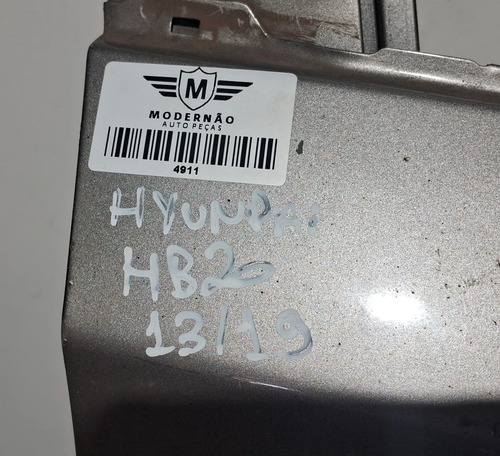 M
MODERNÃO
AUTO PEÇAS
4911
HYUNDAI
HB20
13/19